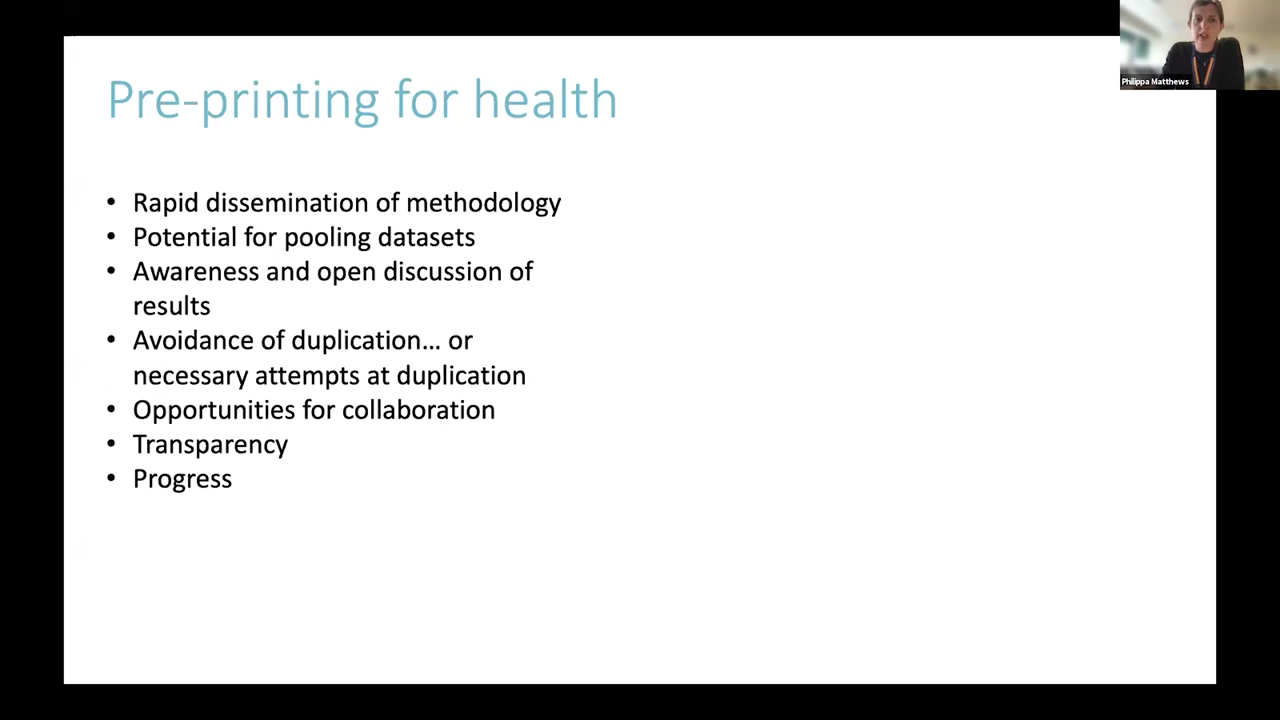 Pre-printing for health
• Rapid dissemination of methodology
• Potential for pooling datasets
• Awareness and open discussion of
results
• Avoidance of duplication... or
necessary attempts at duplication
• Opportunities for collaboration
• Transparency
• Progress
Philippa Matthews